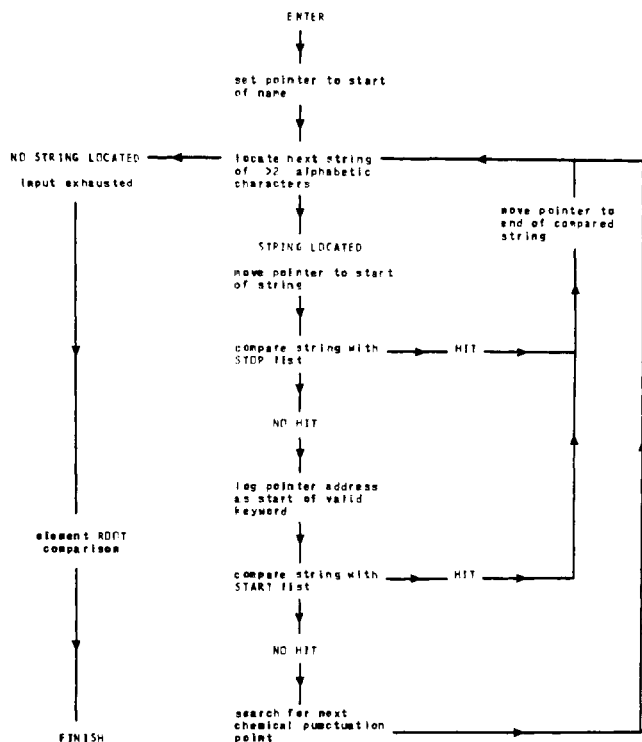 ENTER
set pointer to start
of name
NO STRING LOCATED
Input exhausted
locate next string
of >2 alphabetic
characters
move pointer to
end of compared
string
STRING LOCATED
move pointer to start
of string
compare string with
STOP list
HIT
NO HIT
log pointer address
as start of valid
keyword
element ROOT
comparison
compare string with
START list
HIT
NO HIT
search for next
chemical punctuation
point
FINISH